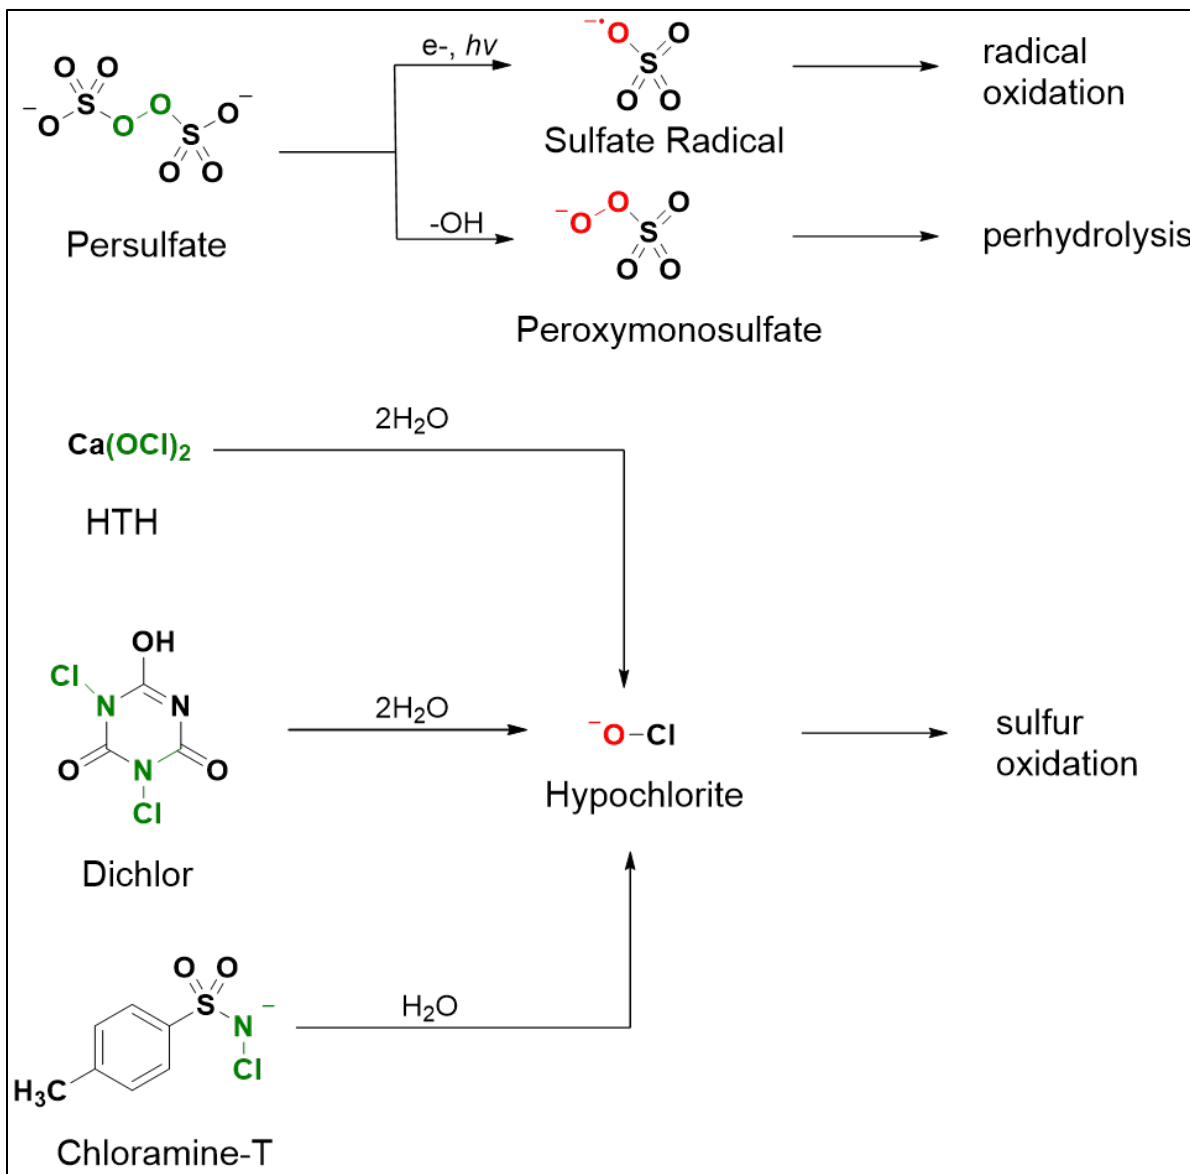 e-, hv
Sulfate Radical
radical
oxidation
Persulfate
-OH
Peroxymonosulfate
perhydrolysis
O O
S
⁻O O O S O⁻
O O
⁻•O O
S
O O
⁻O O O
S
O O
Ca(OCl)₂
2H₂O
HTH
OH
Cl
N N
O N O
Cl
2H₂O
⁻O–Cl
sulfur
oxidation
Hypochlorite
Dichlor
O O
S
N⁻
Cl
H₃C
H₂O
Chloramine-T